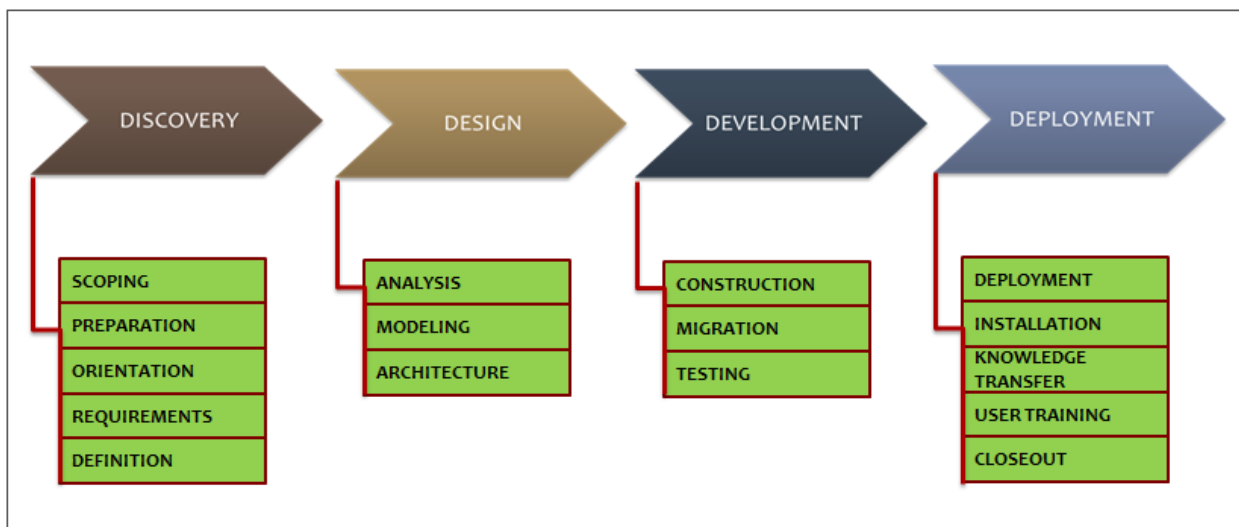 DISCOVERY
DESIGN
DEVELOPMENT
DEPLOYMENT
SCOPING
PREPARATION
ORIENTATION
REQUIREMENTS
DEFINITION
ANALYSIS
MODELING
ARCHITECTURE
CONSTRUCTION
MIGRATION
TESTING
DEPLOYMENT
INSTALLATION
KNOWLEDGE
TRANSFER
USER TRAINING
CLOSEOUT